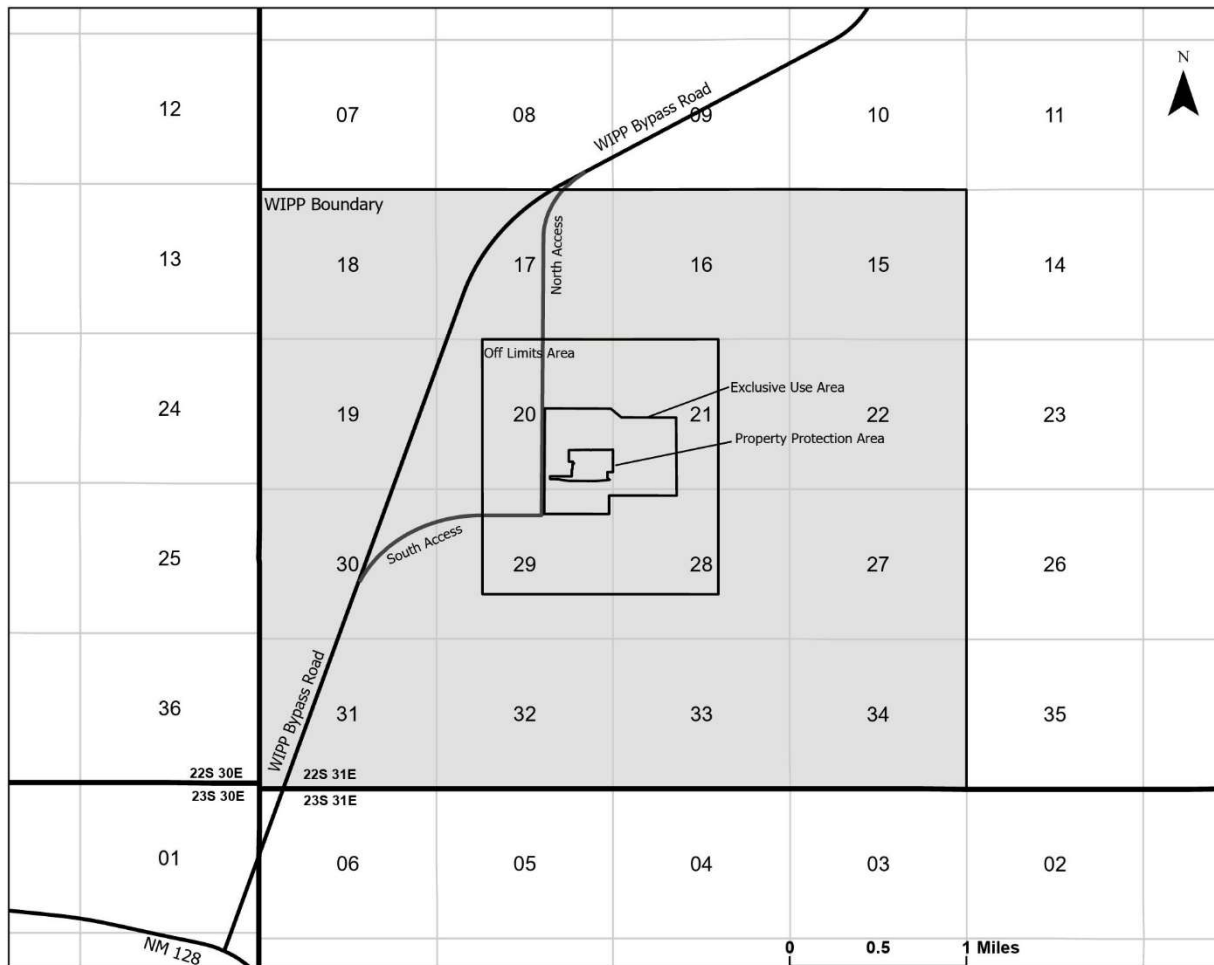 N
12 07 08 09 10 11
WIPP Bypass Road
WIPP Boundary
13 18 17 16 15 14
North Access
Off Limits Area
Exclusive Use Area
24 19 20 21 22 23
Property Protection Area
South Access
25 30 29 28 27 26
WIPP Bypass Road
36 31 32 33 34 35
22S 30E 22S 31E
23S 30E 23S 31E
01 06 05 04 03 02
NM 128
0 0.5 1 Miles